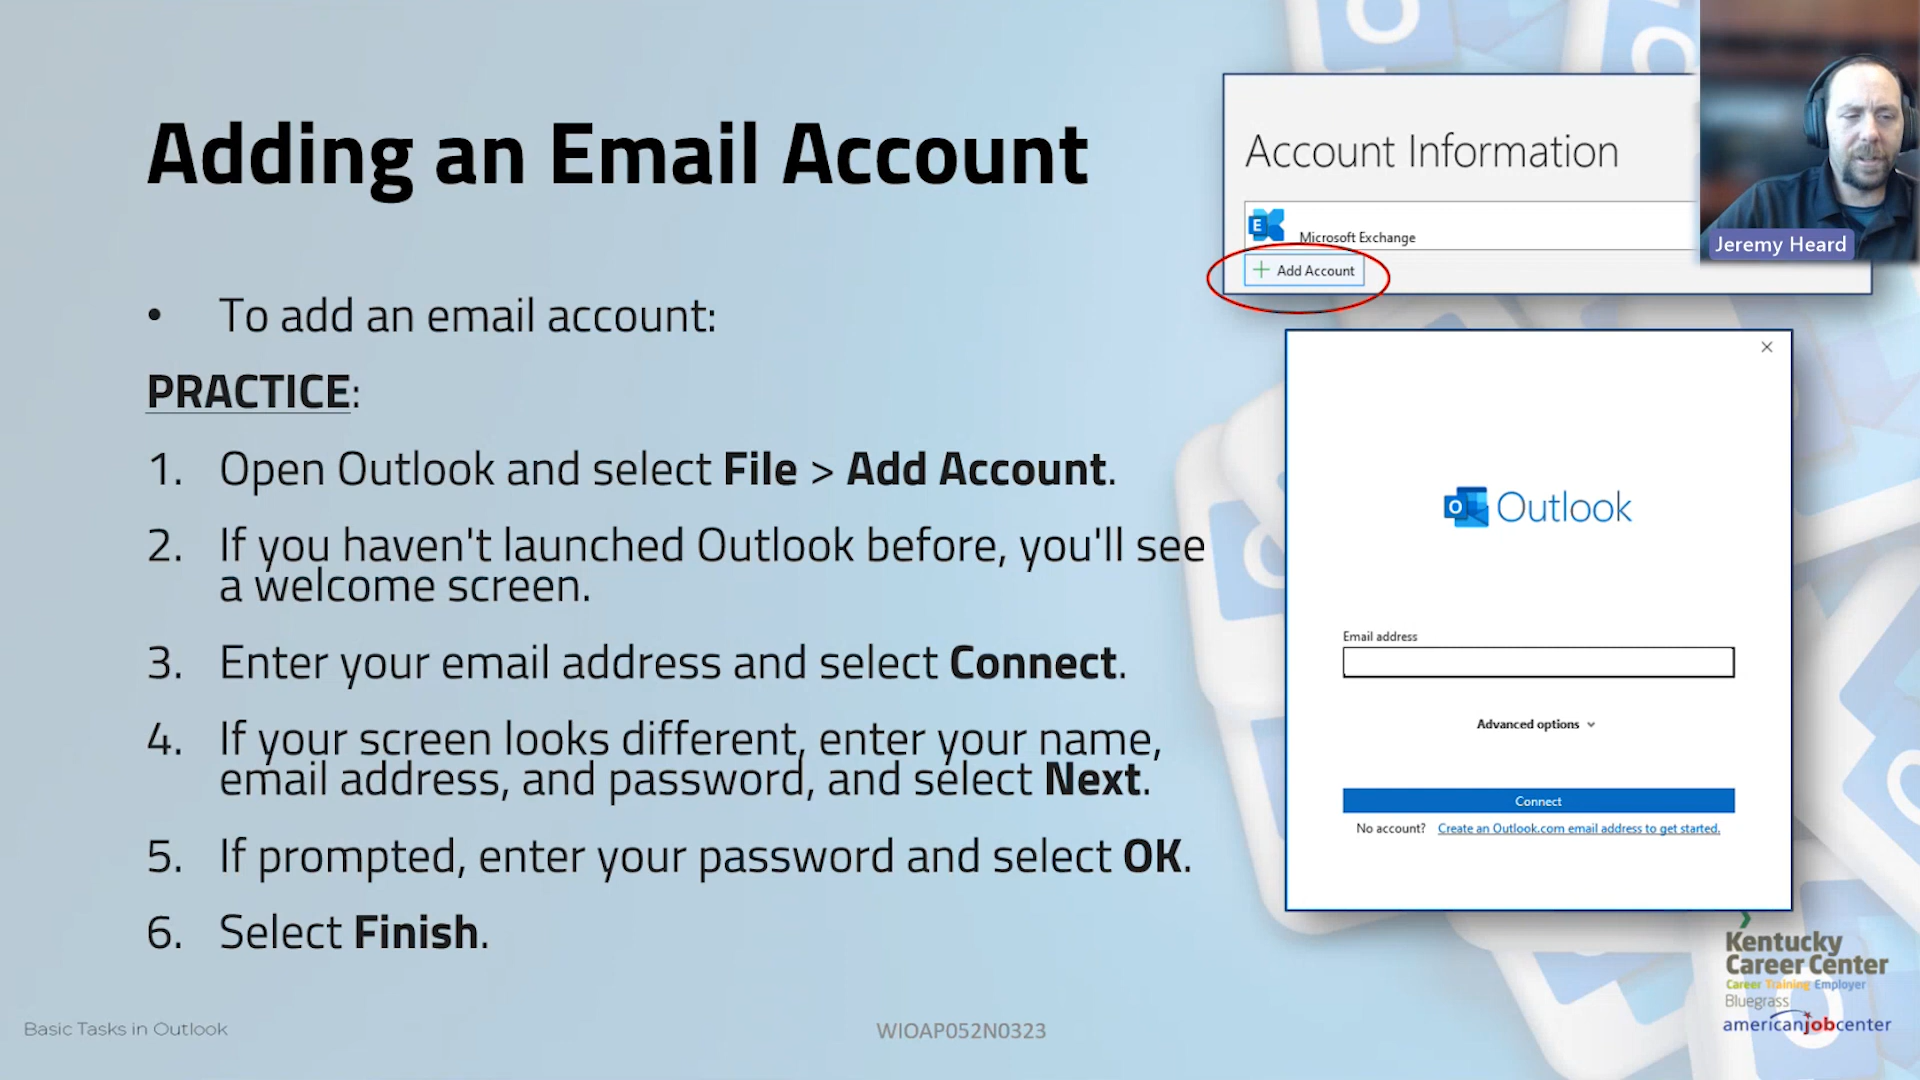 Adding an Email Account
• To add an email account:
PRACTICE:
1. Open Outlook and select File > Add Account.
2. If you haven't launched Outlook before, you'll see
a welcome screen.
3. Enter your email address and select Connect.
4. If your screen looks different, enter your name,
email address, and password, and select Next.
5. If prompted, enter your password and select OK.
6. Select Finish.
Account Information
E
Microsoft Exchange
+ Add Account
Jeremy Heard
×
O Outlook
Email address
Advanced options
Connect
No account? Create an Outlook.com email address to get started.
Kentucky
Career Center
Career Training Employer
Bluegrass
americanjobcenter
Basic Tasks in Outlook
WIOAP052N0323